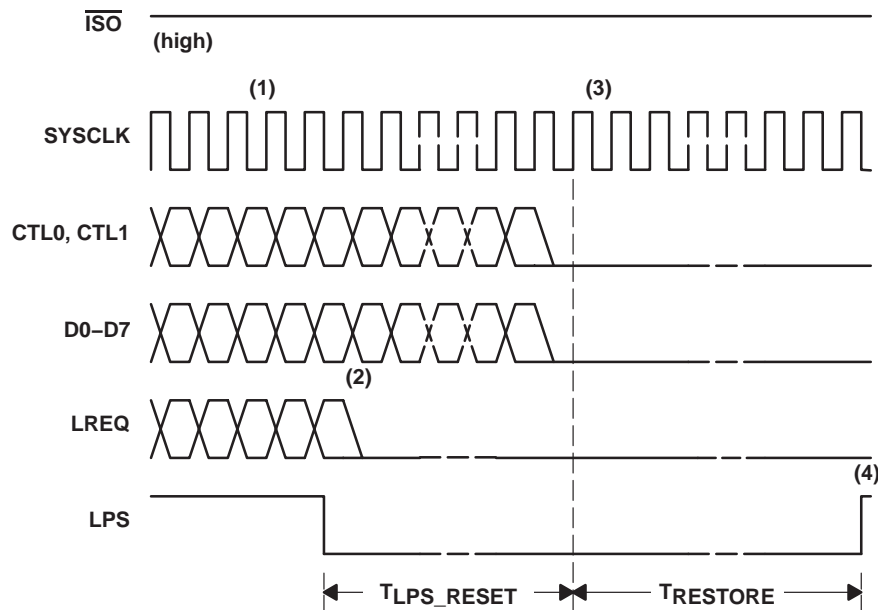 ISO
(high)
(1)
(3)
SYSCLK
CTL0, CTL1
D0–D7
(2)
LREQ
(4)
LPS
TLPS_RESET
TRESTORE